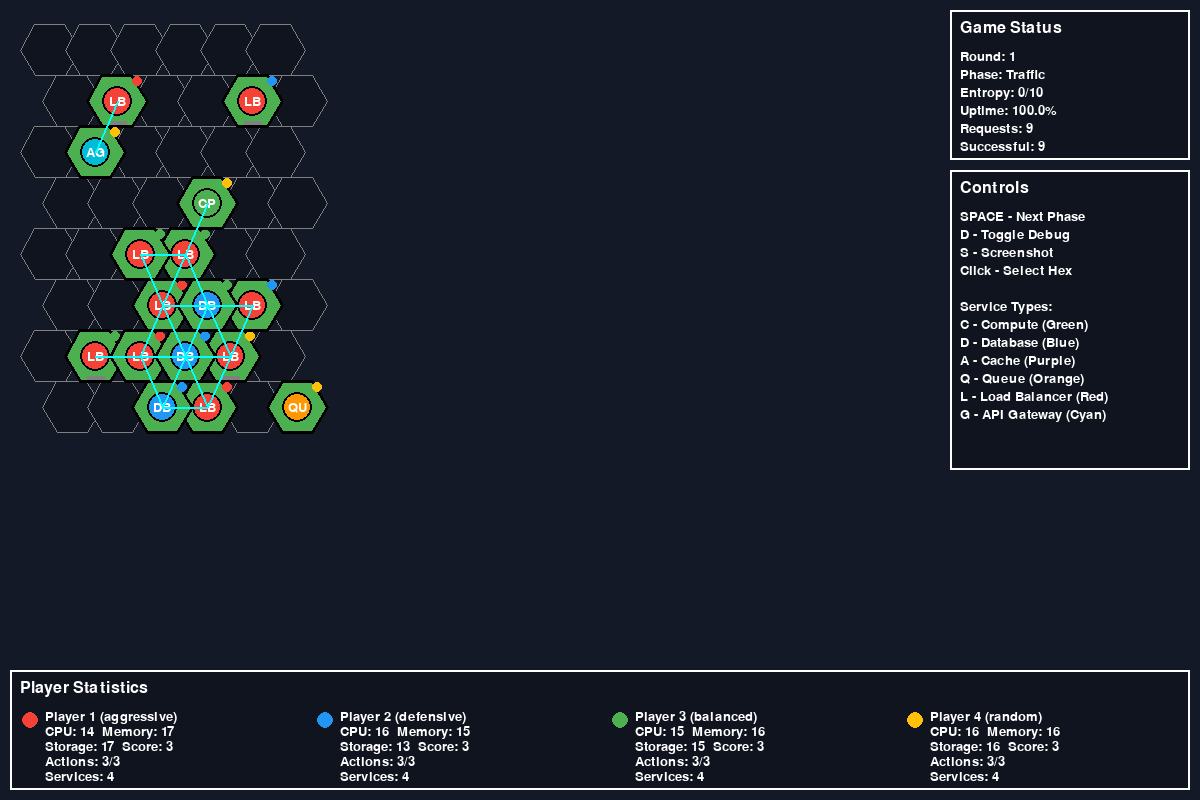 LB
LB
AG
CP
LB LB
LB DB LB
LB LB DB LB
DB LB QU
Game Status
Round: 1
Phase: Traffic
Entropy: 0/10
Uptime: 100.0%
Requests: 9
Successful: 9
Controls
SPACE - Next Phase
D - Toggle Debug
S - Screenshot
Click - Select Hex
Service Types:
C - Compute (Green)
D - Database (Blue)
A - Cache (Purple)
Q - Queue (Orange)
L - Load Balancer (Red)
G - API Gateway (Cyan)
Player Statistics
Player 1 (aggressive)
CPU: 14 Memory: 17
Storage: 17 Score: 3
Actions: 3/3
Services: 4
Player 2 (defensive)
CPU: 16 Memory: 15
Storage: 13 Score: 3
Actions: 3/3
Services: 4
Player 3 (balanced)
CPU: 15 Memory: 16
Storage: 15 Score: 3
Actions: 3/3
Services: 4
Player 4 (random)
CPU: 16 Memory: 16
Storage: 16 Score: 3
Actions: 3/3
Services: 4